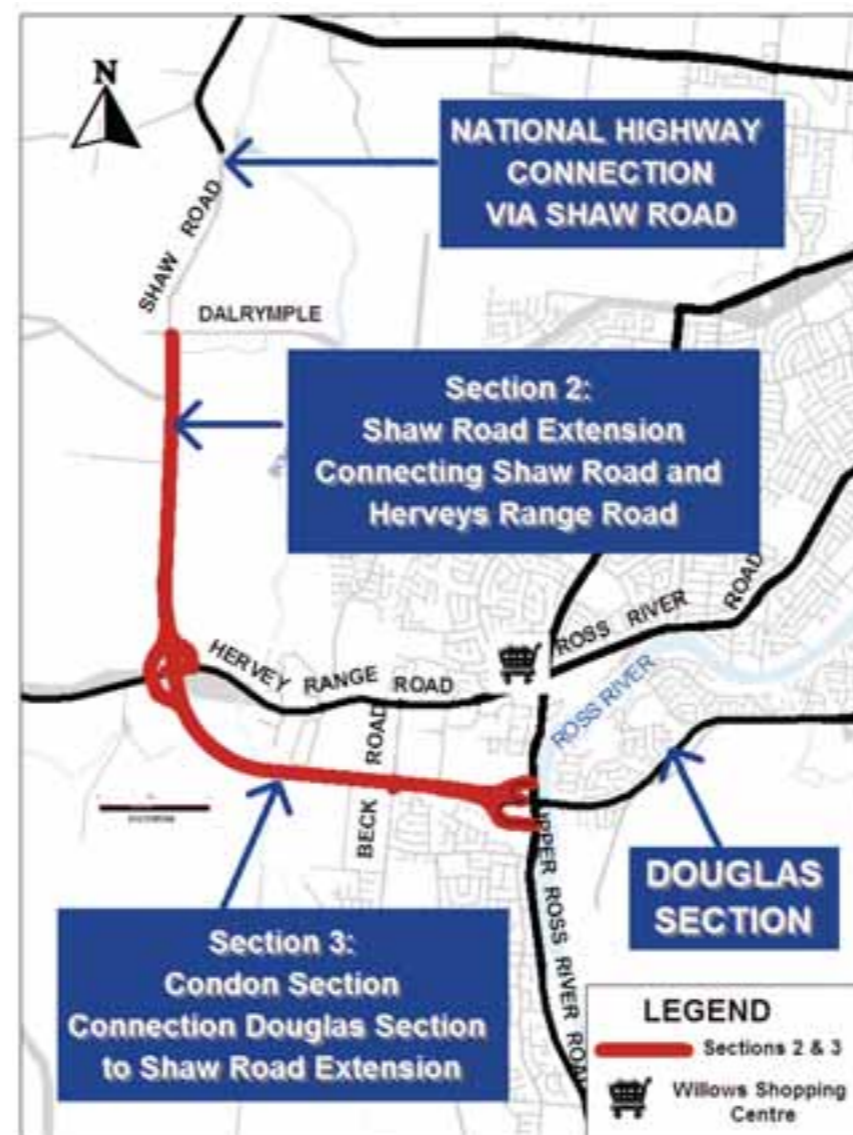 N
NATIONAL HIGHWAY
CONNECTION
VIA SHAW ROAD
SHAW ROAD
DALRYMPLE
Section 2:
Shaw Road Extension
Connecting Shaw Road and
Herveys Range Road
HERVEY RANGE ROAD
ROSS RIVER ROAD
ROSS RIVER
BECK ROAD
UPPER ROSS RIVER ROAD
DOUGLAS
SECTION
Section 3:
Condon Section
Connection Douglas Section
to Shaw Road Extension
LEGEND
Sections 2 & 3
Willows Shopping
Centre